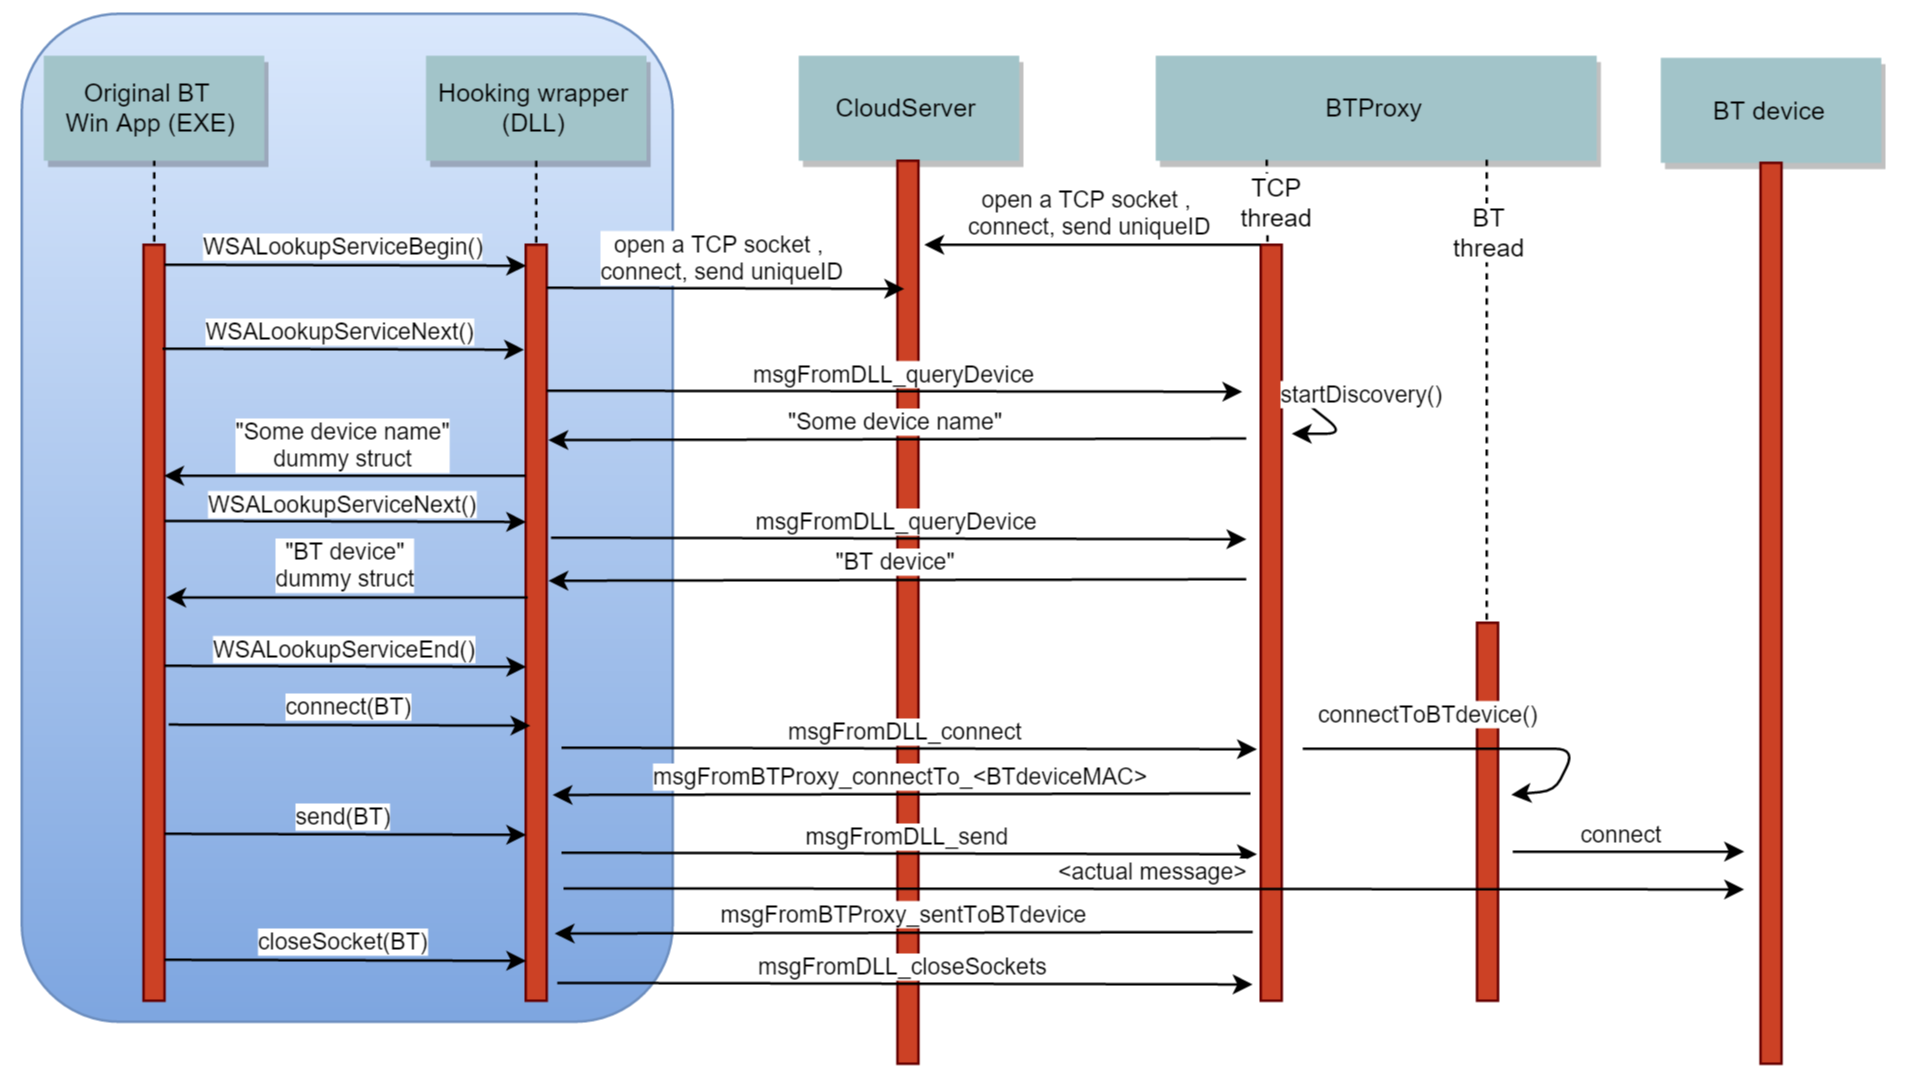 Original BT
Win App (EXE)
Hooking wrapper
(DLL)
CloudServer
BTProxy
BT device
TCP
thread
BT
thread
open a TCP socket ,
connect, send uniqueID
WSALookupServiceBegin()
open a TCP socket ,
connect, send uniqueID
WSALookupServiceNext()
msgFromDLL_queryDevice
startDiscovery()
"Some device name"
"Some device name"
dummy struct
WSALookupServiceNext()
msgFromDLL_queryDevice
"BT device"
dummy struct
"BT device"
WSALookupServiceEnd()
connect(BT)
connectToBTdevice()
msgFromDLL_connect
msgFromBTProxy_connectTo_<BTdeviceMAC>
send(BT)
msgFromDLL_send
connect
<actual message>
msgFromBTProxy_sentToBTdevice
closeSocket(BT)
msgFromDLL_closeSockets